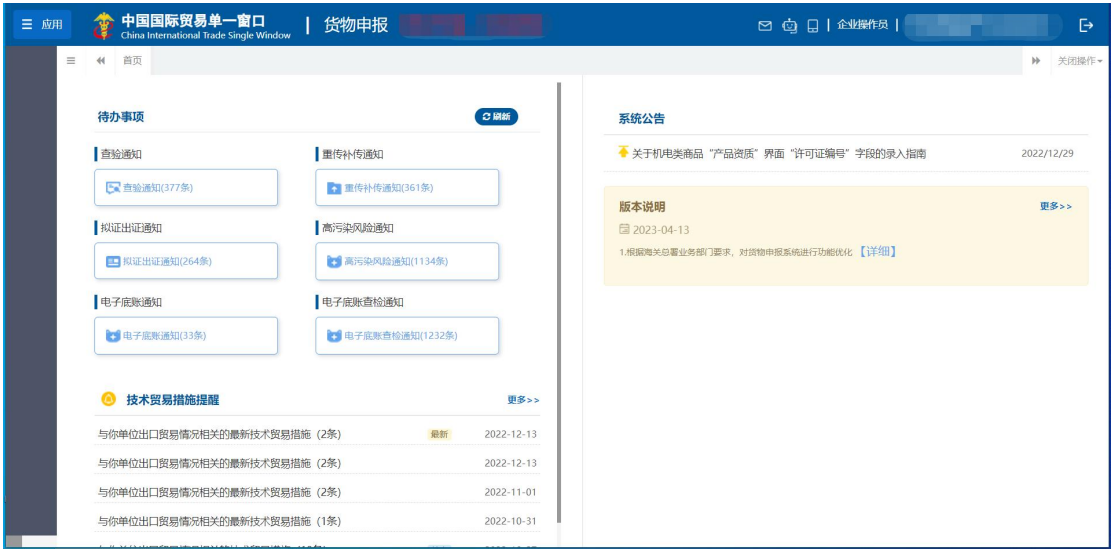 应用
中国国际贸易单一窗口
China International Trade Single Window
货物申报
企业操作员
首页
关闭操作
待办事项
刷新
查验通知
重传补传通知
查验通知(377条)
重传补传通知(361条)
拟证出证通知
高污染风险通知
拟证出证通知(264条)
高污染风险通知(1134条)
电子底账通知
电子底账查检通知
电子底账通知(33条)
电子底账查检通知(1232条)
技术贸易措施提醒
更多>>
与你单位出口贸易情况相关的最新技术贸易措施 (2条) 最新 2022-12-13
与你单位出口贸易情况相关的最新技术贸易措施 (2条) 2022-12-13
与你单位出口贸易情况相关的最新技术贸易措施 (2条) 2022-11-01
与你单位出口贸易情况相关的最新技术贸易措施 (1条) 2022-10-31
系统公告
关于机电类商品“产品资质”界面“许可证编号”字段的录入指南 2022/12/29
版本说明
更多>>
2023-04-13
1.根据海关总署业务部门要求，对货物申报系统进行功能优化 【详细】